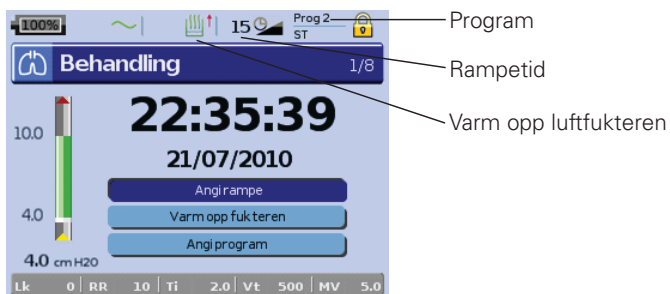 100%
15
Prog 2
ST
Program
Behandling
1/8
Rampetid
22:35:39
Varm opp luftfukteren
10.0
21/07/2010
Angi rampe
4.0
Varm opp fukteren
Angi program
4.0 cm H2O
Lk 0 RR 10 Ti 2.0 Vt 500 MV 5.0